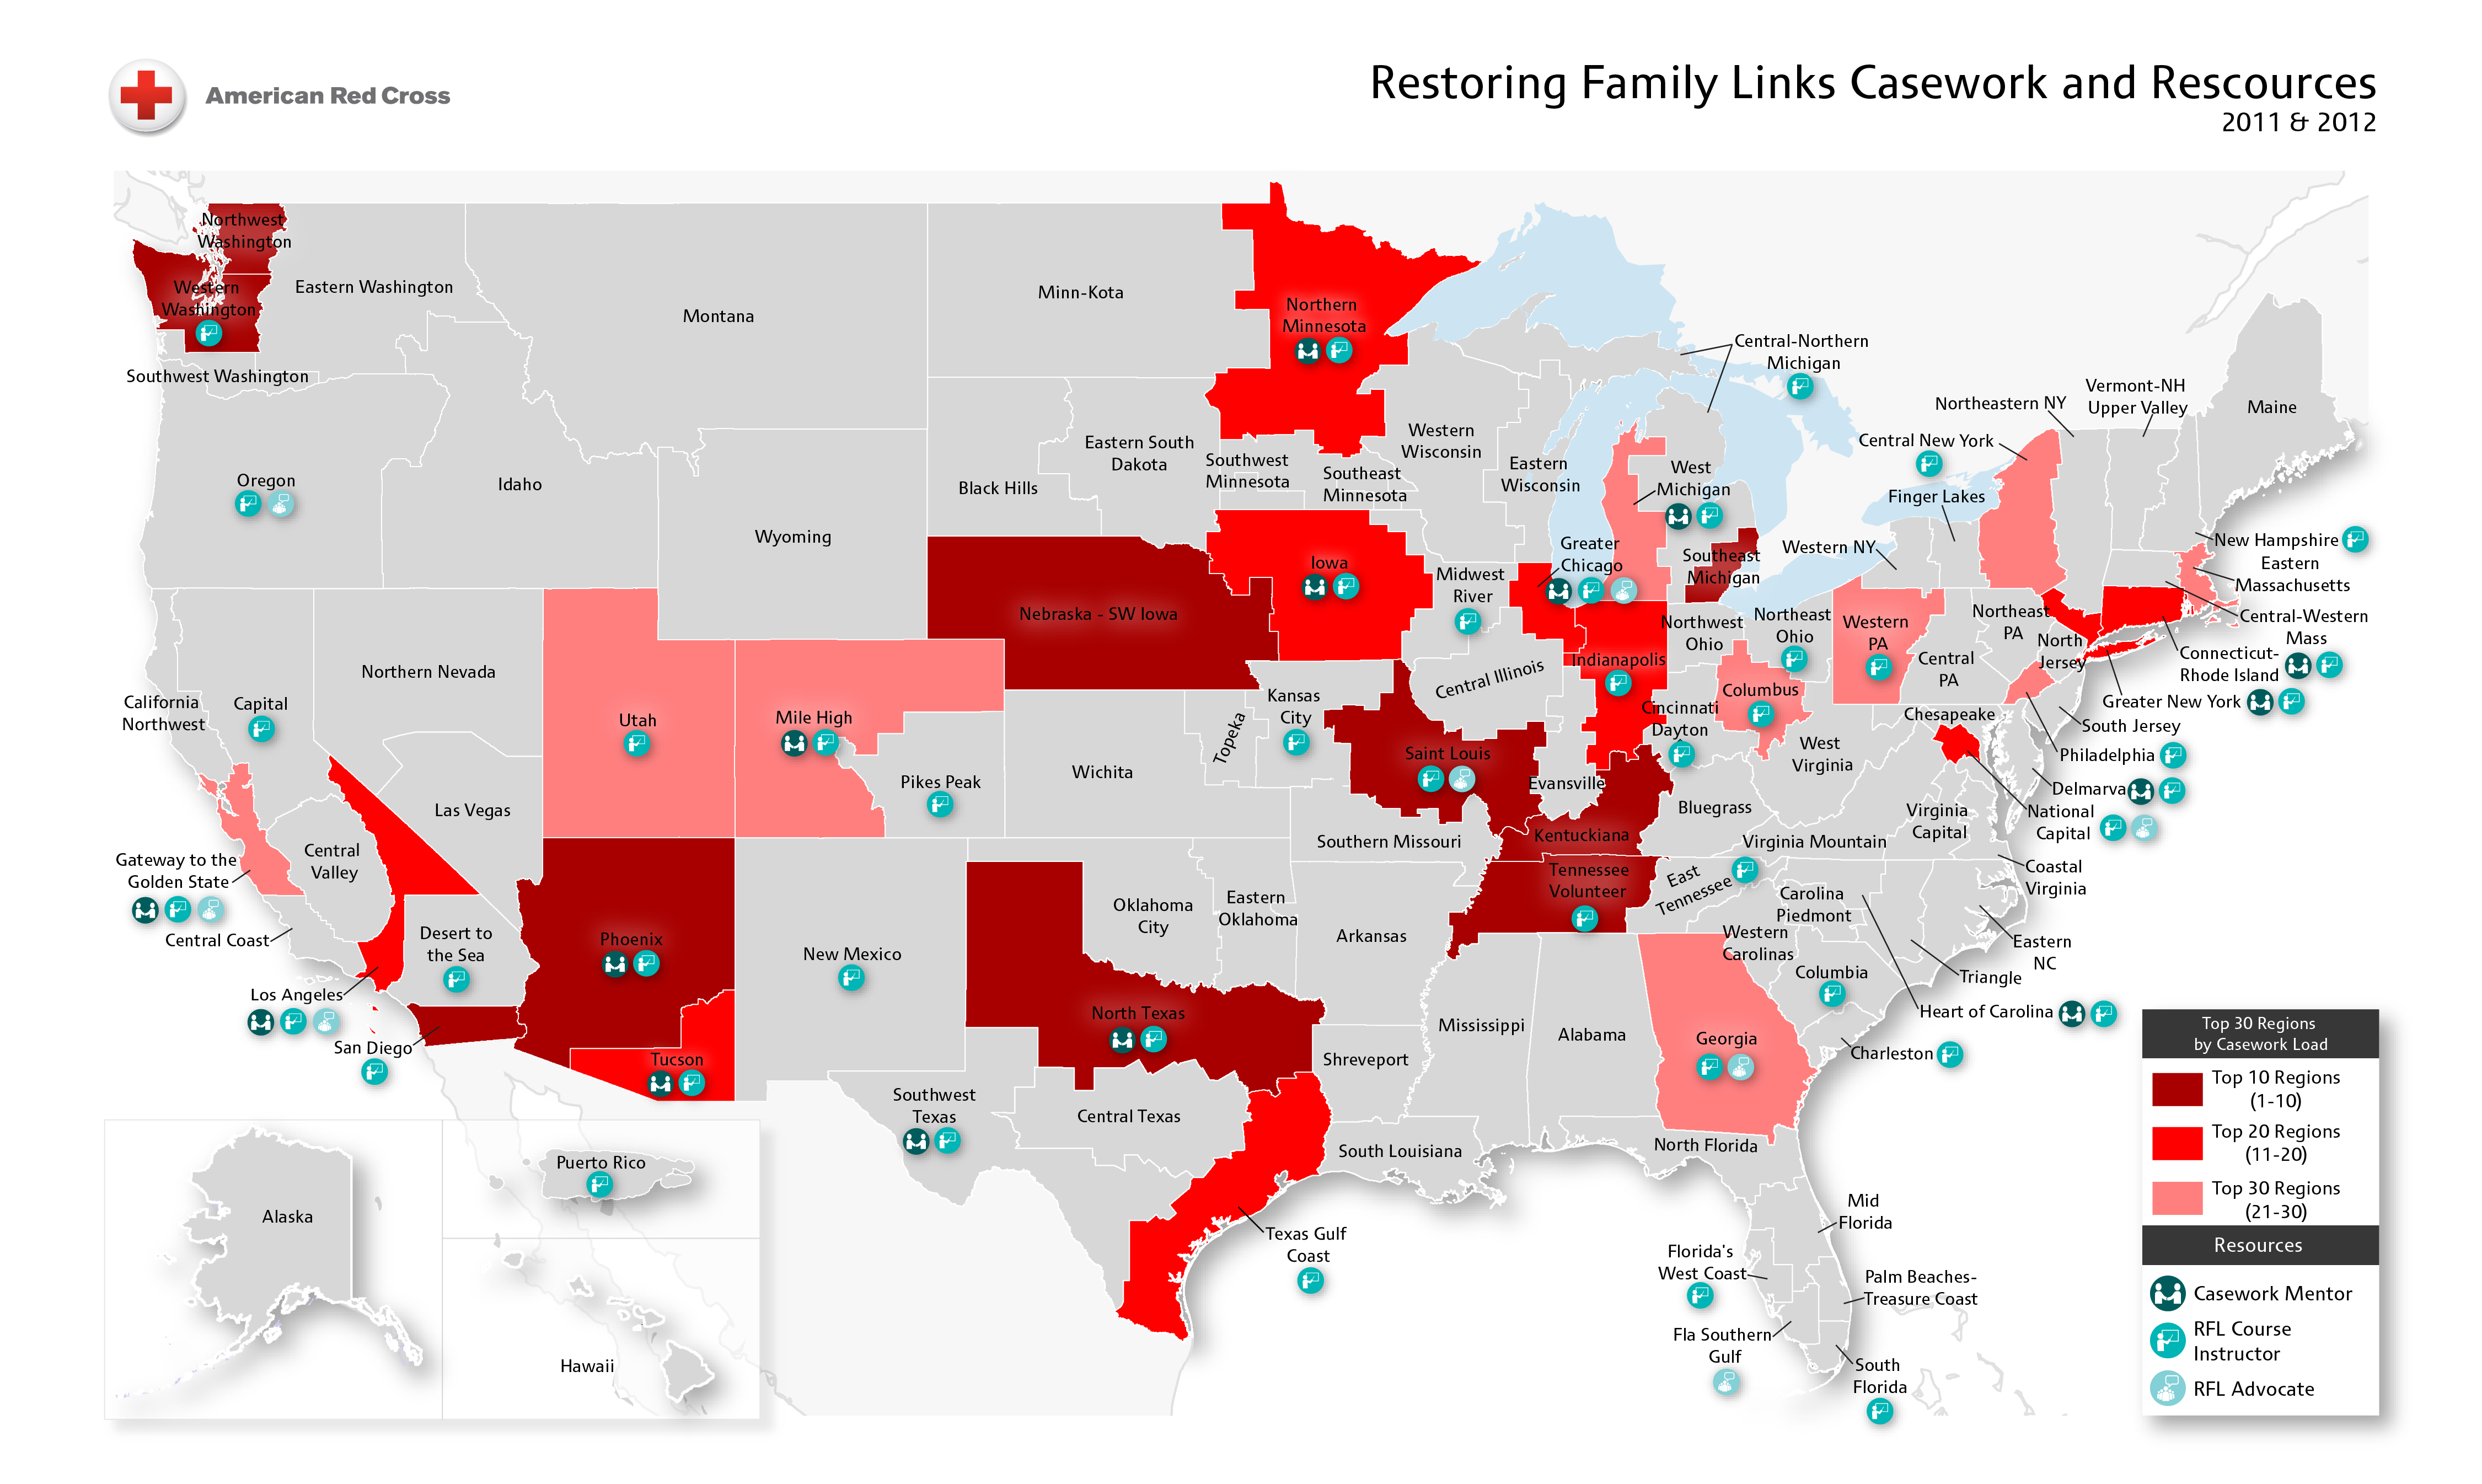 American Red Cross
Restoring Family Links Casework and Rescources
2011 & 2012
Northwest
Washington
Western
Washington
Eastern Washington
Southwest Washington
Montana
Minn-Kota
Northern
Minnesota
Central-Northern
Michigan
Oregon
Idaho
Wyoming
Black Hills
Eastern South
Dakota
Southwest
Minnesota
Southeast
Minnesota
Western
Wisconsin
Eastern
Wisconsin
West
Michigan
Southeast
Michigan
Northeastern NY
Vermont-NH
Upper Valley
Maine
Central New York
Finger Lakes
Western NY
New Hampshire
Eastern
Massachusetts
Central-Western
Mass
Connecticut-
Rhode Island
Greater New York
South Jersey
Philadelphia
Delmarva
National
Capital
Coastal
Virginia
Eastern
NC
Triangle
Heart of Carolina
Charleston
California
Northwest
Capital
Northern Nevada
Las Vegas
Utah
Mile High
Pikes Peak
Nebraska - SW Iowa
Iowa
Midwest
River
Greater
Chicago
Central Illinois
Indianapolis
Northwest
Ohio
Northeast
Ohio
Western
PA
Central
PA
Northeast
PA
North
Jersey
Chesapeake
Columbus
Cincinnati
Dayton
West
Virginia
Wichita
Topeka
Kansas
City
Saint Louis
Evansville
Kentuckiana
Bluegrass
Virginia
Capital
Virginia Mountain
Southern Missouri
Tennessee
Volunteer
East
Tennessee
Carolina
Piedmont
Western
Carolinas
Columbia
Gateway to the
Golden State
Central
Valley
Central Coast
Los Angeles
Desert to
the Sea
San Diego
Phoenix
Tucson
New Mexico
Oklahoma
City
Eastern
Oklahoma
Arkansas
North Texas
Southwest
Texas
Central Texas
Shreveport
South Louisiana
Mississippi
Alabama
Georgia
North Florida
Texas Gulf
Coast
Mid
Florida
Florida's
West Coast
Palm Beaches-
Treasure Coast
Fla Southern
Gulf
South
Florida
Alaska
Puerto Rico
Hawaii
Top 30 Regions
by Casework Load
Top 10 Regions
(1-10)
Top 20 Regions
(11-20)
Top 30 Regions
(21-30)
Resources
Casework Mentor
RFL Course
Instructor
RFL Advocate